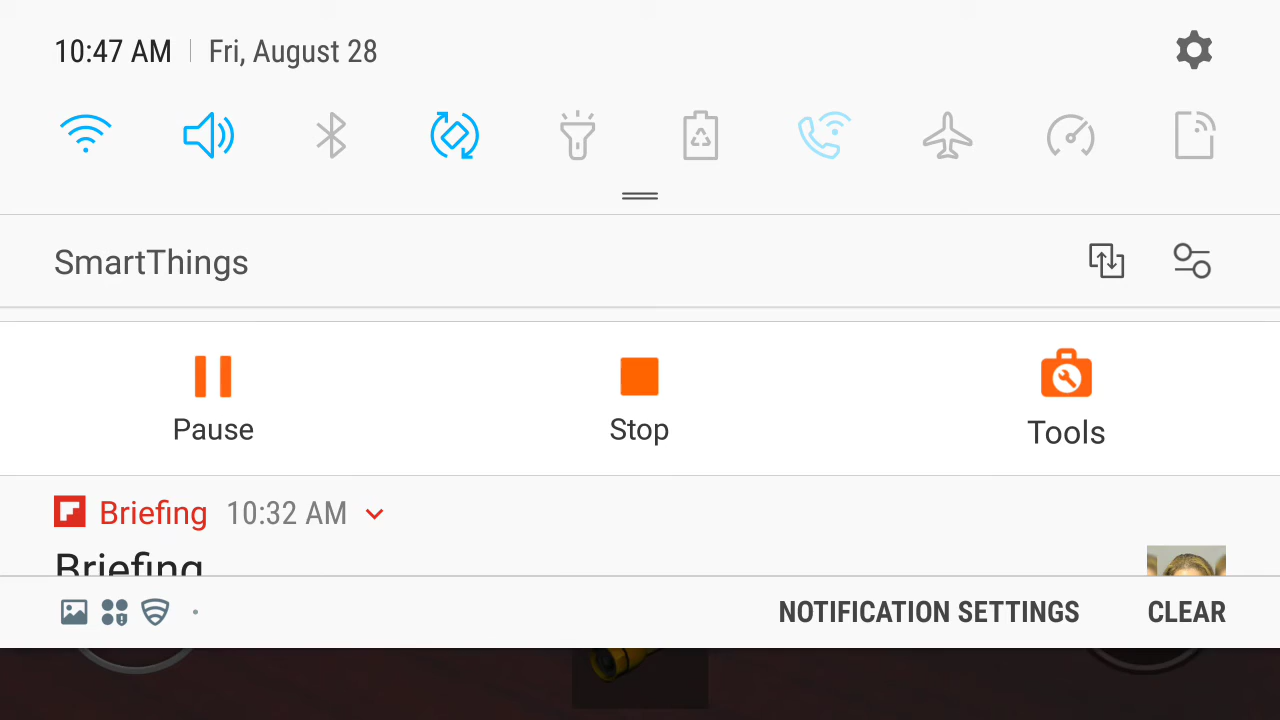 10:47 AM Fri, August 28
SmartThings
Pause Stop Tools
Briefing 10:32 AM
Briefing
NOTIFICATION SETTINGS CLEAR